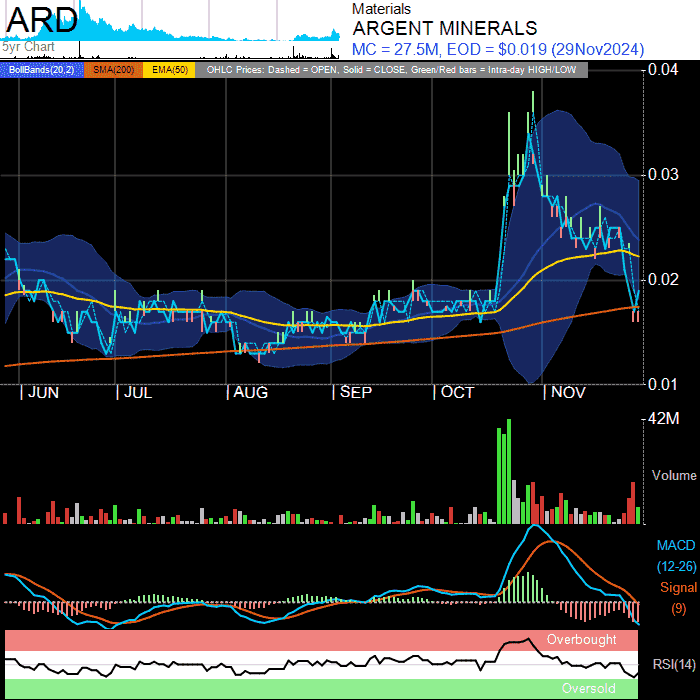 ARD
5yr Chart
Materials
ARGENT MINERALS
MC = 27.5M, EOD = $0.019 (29Nov2024)
BollBands(20,2) SMA(200) EMA(50) OHLC Prices: Dashed = OPEN, Solid = CLOSE, Green/Red bars = Intra-day HIGH/LOW
0.04
0.03
0.02
0.01
JUN JUL AUG SEP OCT NOV
42M
Volume
MACD
(12-26)
Signal
(9)
Overbought
RSI(14)
Oversold